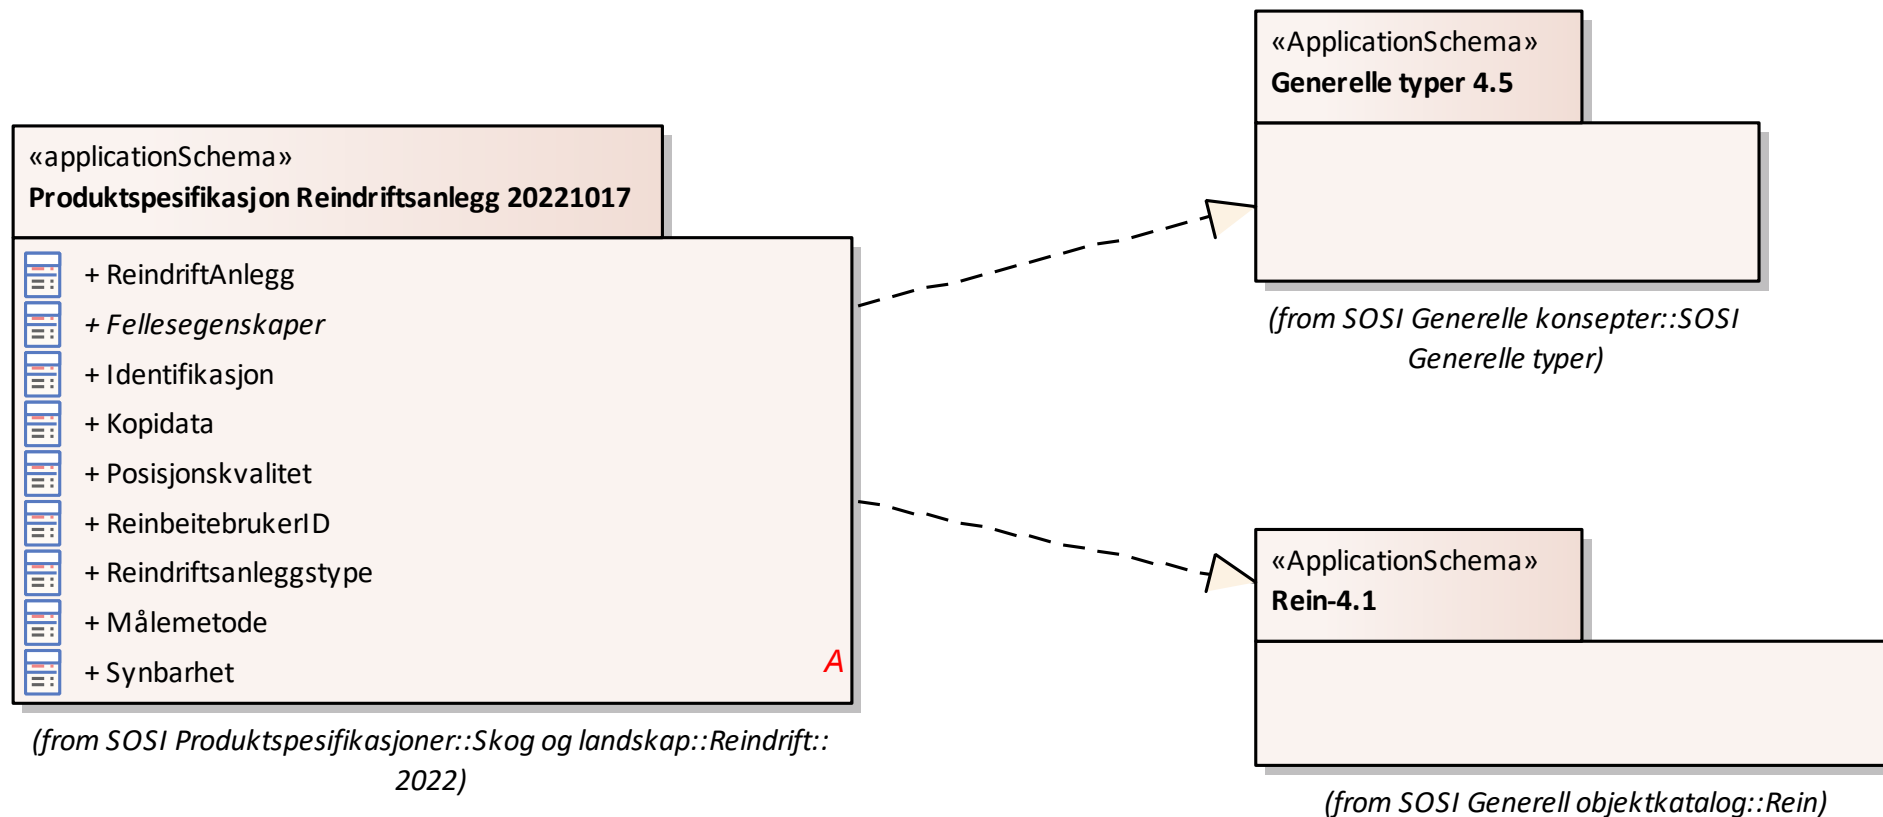 «applicationSchema»
Produktspesifikasjon Reindriftsanlegg 20221017
+ ReindriftAnlegg
+ Fellesegenskaper
+ Identifikasjon
+ Kopidata
+ Posisjonskvalitet
+ ReinbeitebrukerID
+ Reindriftsanleggstype
+ Målemetode
+ Synbarhet
A
(from SOSI Produktspesifikasjoner::Skog og landskap::Reindrift::
2022)
«ApplicationSchema»
Generelle typer 4.5
(from SOSI Generelle konsepter::SOSI
Generelle typer)
«ApplicationSchema»
Rein-4.1
(from SOSI Generell objektkatalog::Rein)